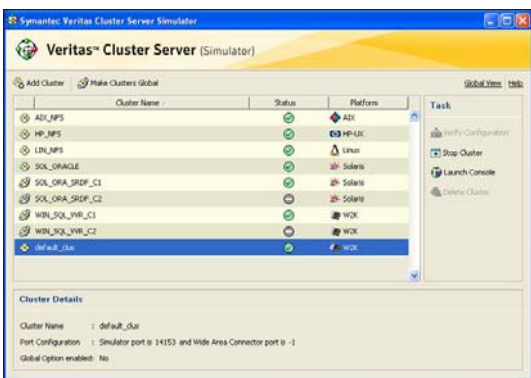 Symantec Veritas Cluster Server Simulator
Veritas™ Cluster Server (Simulator)
Add Cluster Make Clusters Global Global View Help
Cluster Name Status Platform
AIX_NFS AIX
HP_NFS HP-UX
LIN_NFS Linux
SOL_ORACLE Solaris
SOL_ORA_SRDF_C1 Solaris
SOL_ORA_SRDF_C2 Solaris
WIN_SQL_VVR_C1 W2K
WIN_SQL_VVR_C2 W2K
default_clus W2K
Task
Verify Configuration
Stop Cluster
Launch Console
Delete Cluster
Cluster Details
Cluster Name : default_clus
Port Configuration : Simulator port is 14153 and Wide Area Connector port is -1
Global Option enabled: No